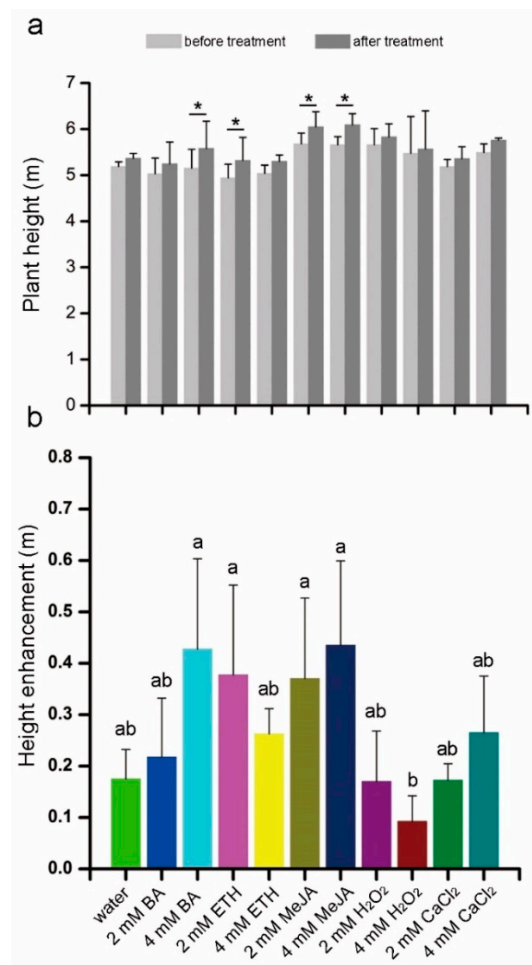 a
before treatment after treatment
* * * *
Plant height (m)
7
6
5
4
3
2
1
0
b
Height enhancement (m)
0.8
0.7
0.6
0.5
0.4
0.3
0.2
0.1
0.0
ab ab a a ab a a ab b ab ab
water
2 mM BA
4 mM BA
2 mM ETH
4 mM ETH
2 mM MeJA
4 mM MeJA
2 mM H₂O₂
4 mM H₂O₂
2 mM CaCl₂
4 mM CaCl₂